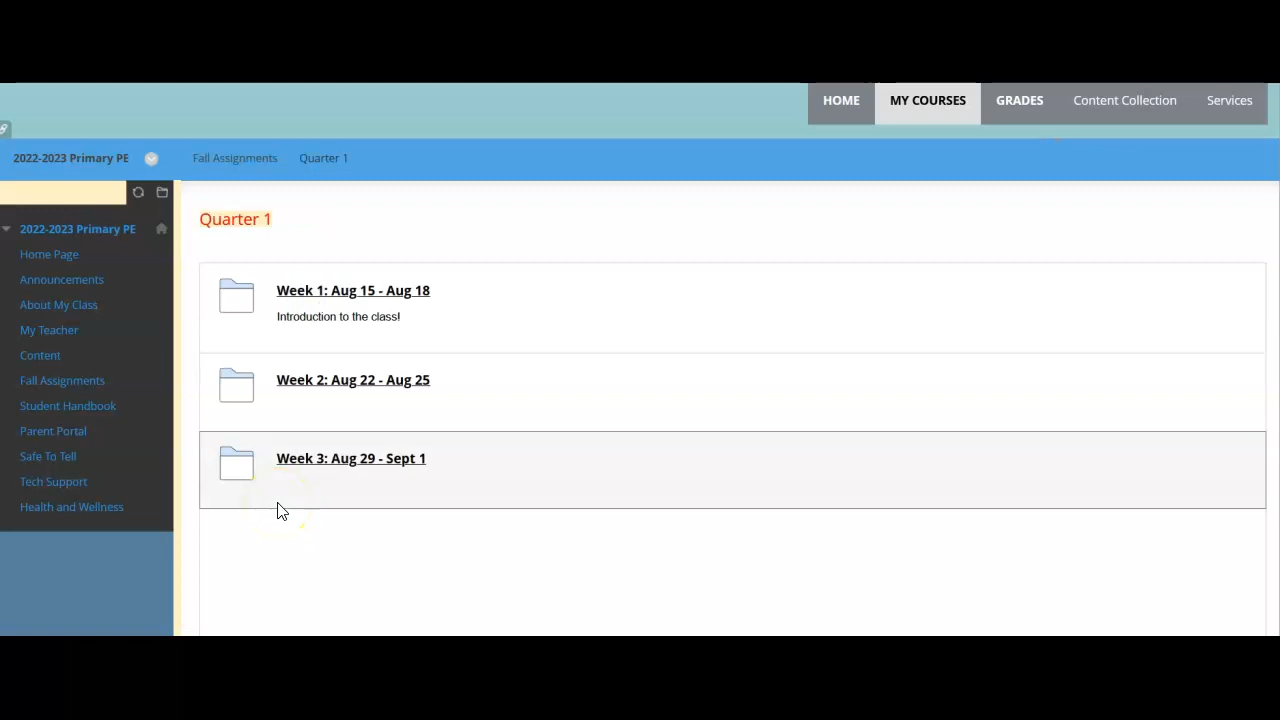 HOME MY COURSES GRADES Content Collection Services
2022-2023 Primary PE Fall Assignments Quarter 1
2022-2023 Primary PE
Home Page
Announcements
About My Class
My Teacher
Content
Fall Assignments
Student Handbook
Parent Portal
Safe To Tell
Tech Support
Health and Wellness
Quarter 1
Week 1: Aug 15 - Aug 18
Introduction to the class!
Week 2: Aug 22 - Aug 25
Week 3: Aug 29 - Sept 1